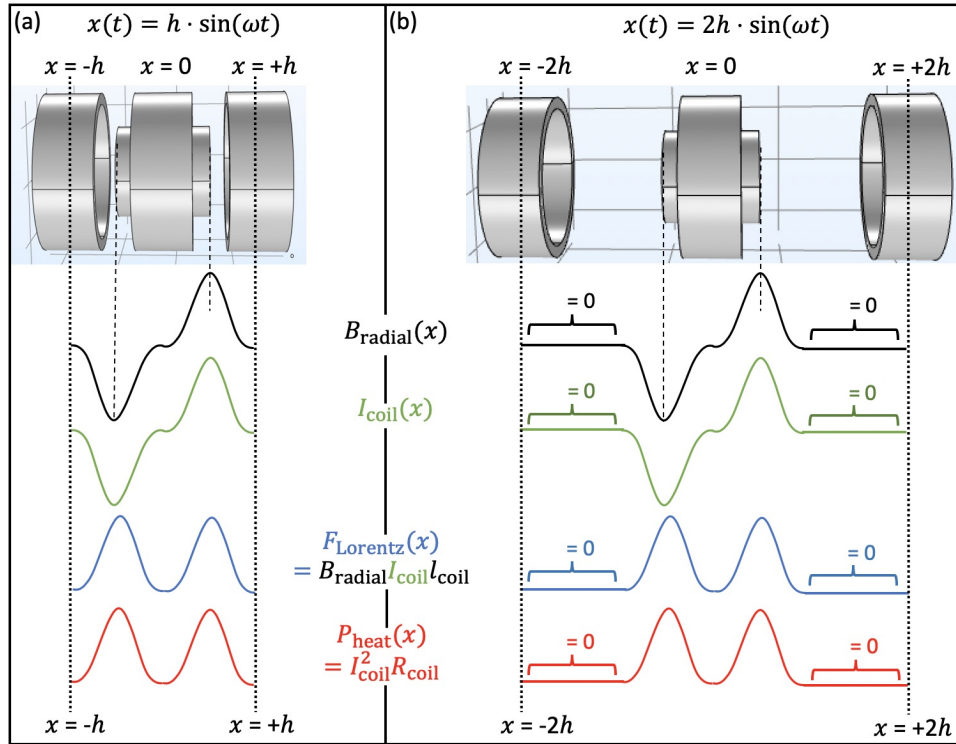 (a)
x(t) = h · sin(ωt)
x = -h
x = 0
x = +h
(b)
x(t) = 2h · sin(ωt)
x = -2h
x = 0
x = +2h
B_radial(x)
= 0
= 0
I_coil(x)
= 0
= 0
F_Lorentz(x)
= B_radial I_coil l_coil
= 0
= 0
P_heat(x)
= I²_coil R_coil
= 0
= 0
x = -h
x = +h
x = -2h
x = +2h